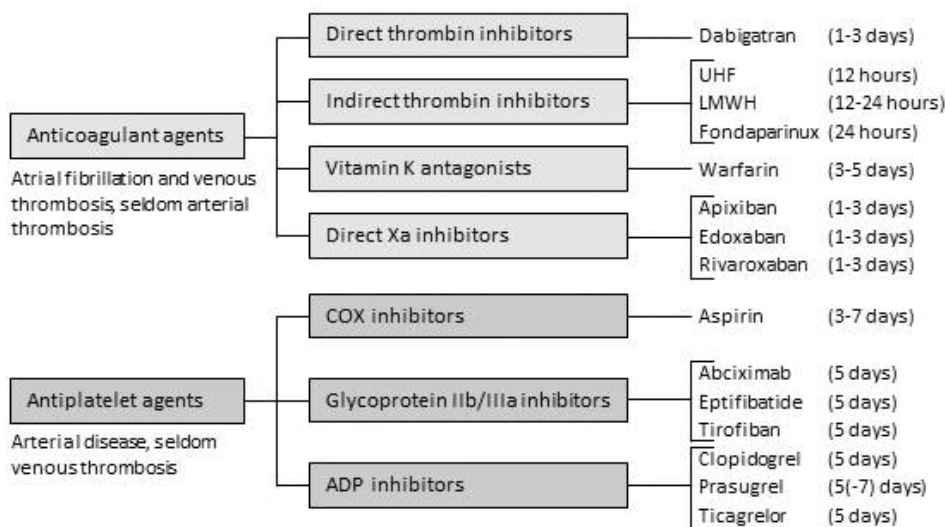 Direct thrombin inhibitors
Dabigatran (1-3 days)
UHF (12 hours)
Indirect thrombin inhibitors
LMWH (12-24 hours)
Fondaparinux (24 hours)
Anticoagulant agents
Atrial fibrillation and venous
thrombosis, seldom arterial
thrombosis
Vitamin K antagonists
Warfarin (3-5 days)
Apixiban (1-3 days)
Direct Xa inhibitors
Edoxaban (1-3 days)
Rivaroxaban (1-3 days)
COX inhibitors
Aspirin (3-7 days)
Abciximab (5 days)
Antiplatelet agents
Arterial disease, seldom
venous thrombosis
Glycoprotein IIb/IIIa inhibitors
Eptifibatide (5 days)
Tirofiban (5 days)
Clopidogrel (5 days)
ADP inhibitors
Prasugrel (5(-7) days)
Ticagrelor (5 days)